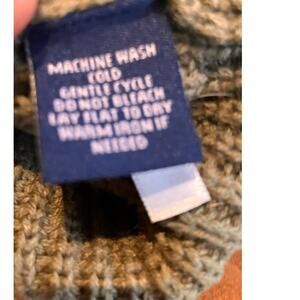 MACHINE WASH
COLD
GENTLE CYCLE
DO NOT BLEACH
LAY FLAT TO DRY
WARM IRON IF
NEEDED